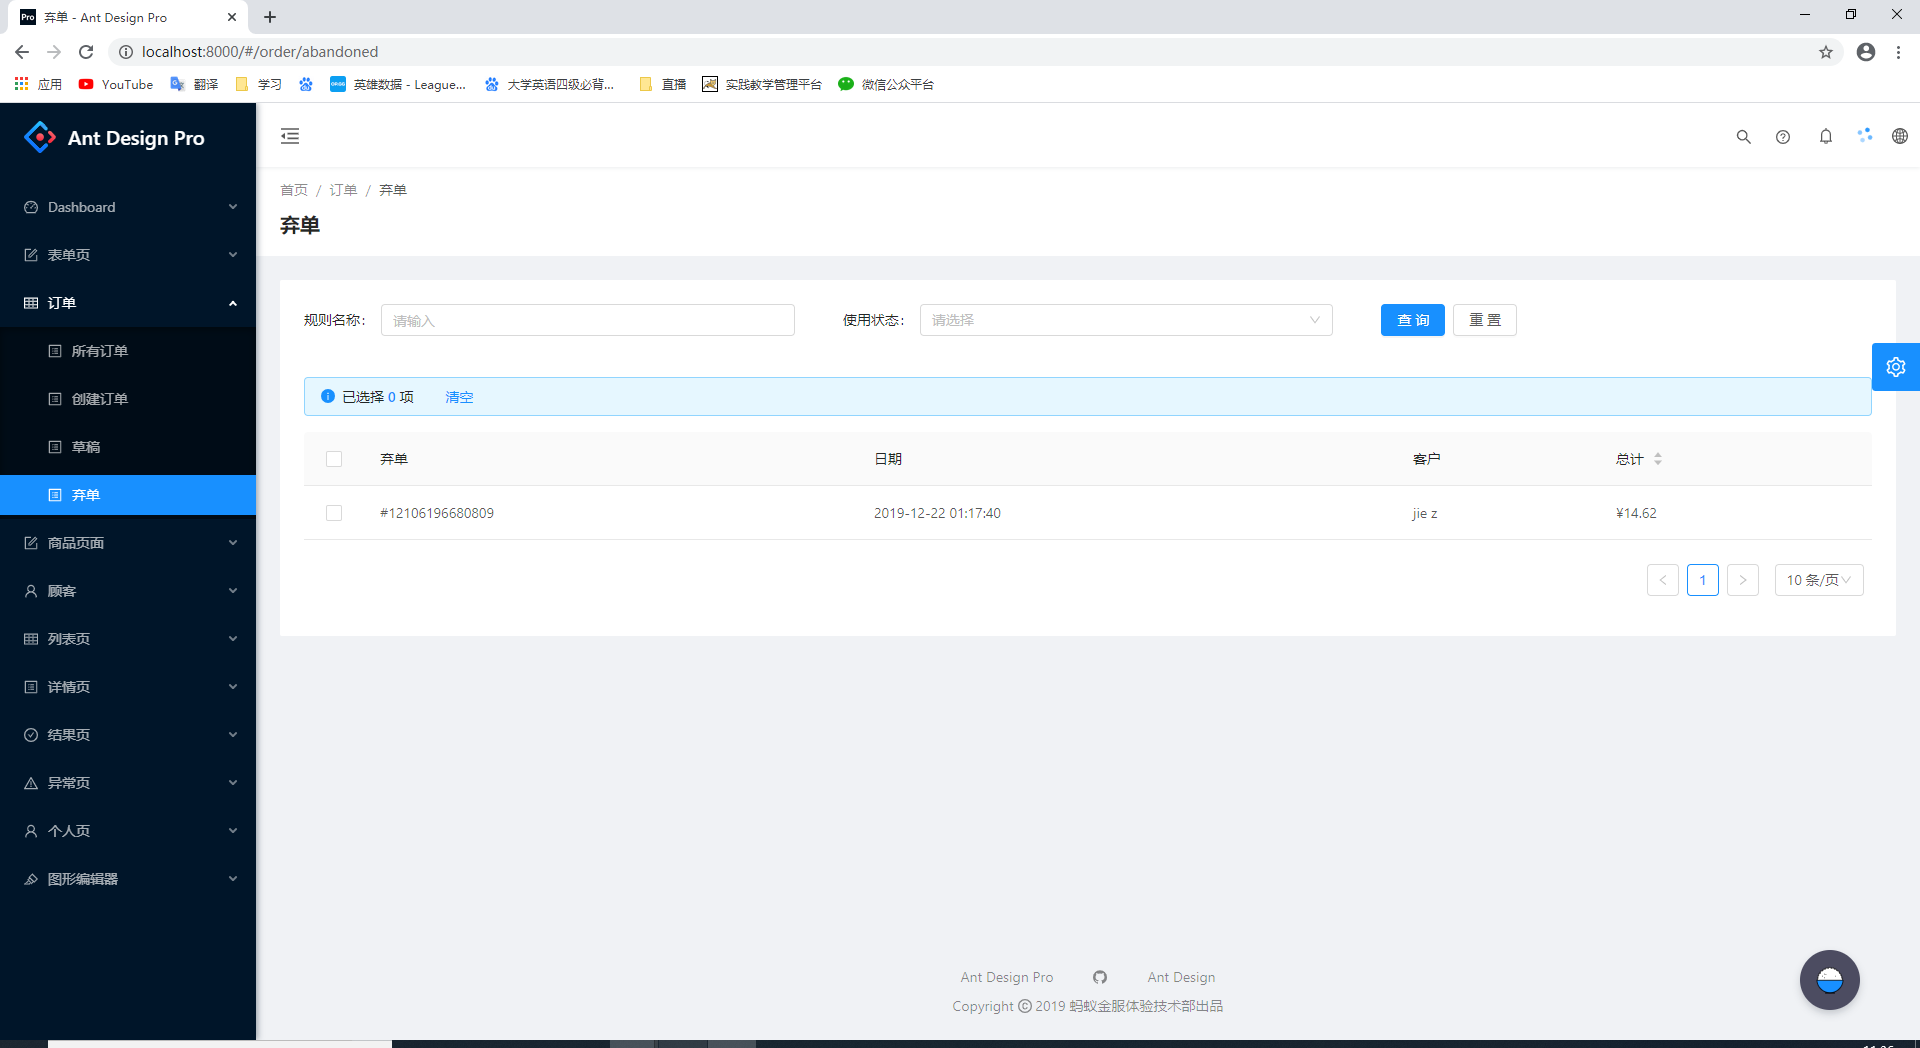 弃单 - Ant Design Pro
localhost:8000/#/order/abandoned
应用 YouTube 翻译 学习 英雄数据 - League... 大学英语四级必背... 直播 实践教学管理平台 微信公众平台
Ant Design Pro
Dashboard
表单页
订单
所有订单
创建订单
草稿
弃单
商品页面
顾客
列表页
详情页
结果页
异常页
个人页
图形编辑器
首页 / 订单 / 弃单
弃单
规则名称: 请输入 使用状态: 请选择 查 询 重 置
已选择 0 项 清空
弃单 日期 客户 总计
#12106196680809 2019-12-22 01:17:40 jie z ¥14.62
< 1 > 10 条/页
Ant Design Pro Ant Design
Copyright © 2019 蚂蚁金服体验技术部出品